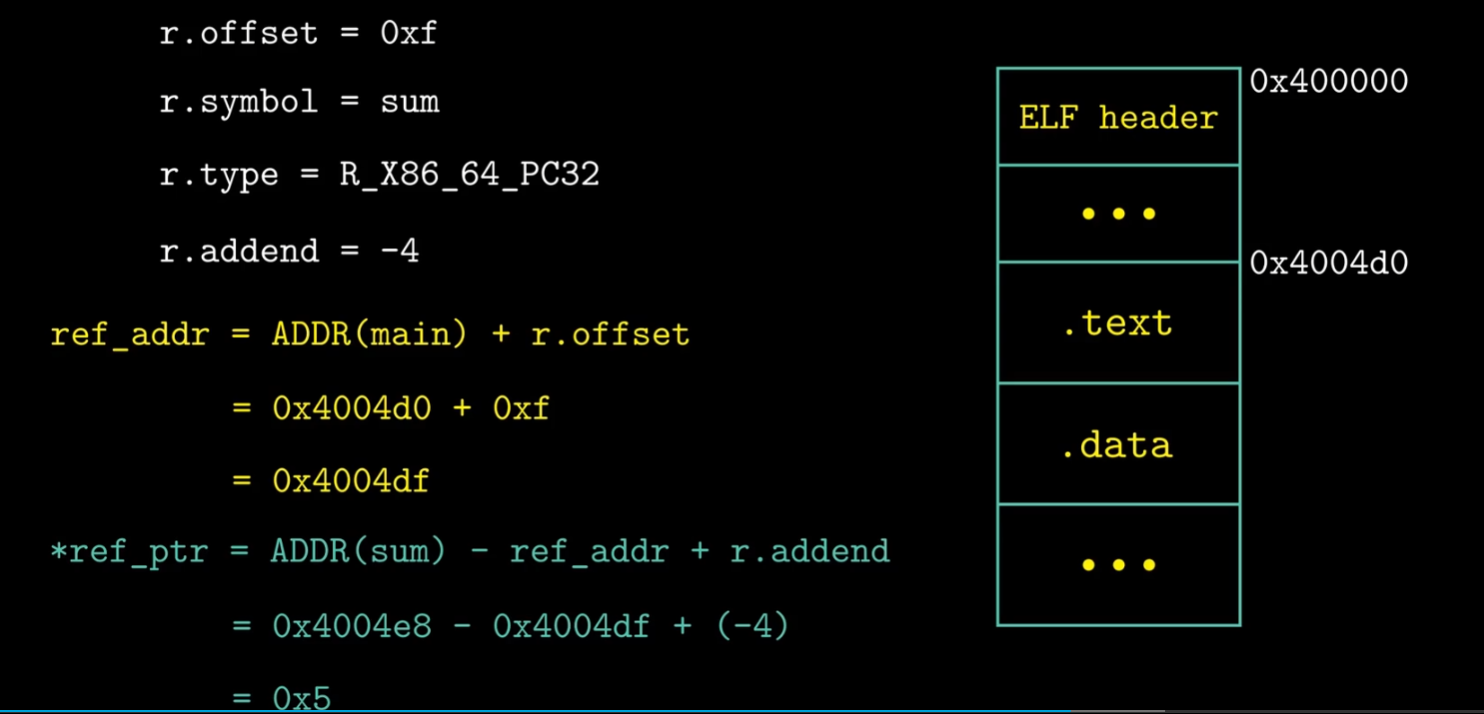 r.offset = 0xf
r.symbol = sum
r.type = R_X86_64_PC32
r.addend = -4
ref_addr = ADDR(main) + r.offset
= 0x4004d0 + 0xf
= 0x4004df
*ref_ptr = ADDR(sum) - ref_addr + r.addend
= 0x4004e8 - 0x4004df + (-4)
= 0x5
0x400000
ELF header
•••
0x4004d0
.text
.data
•••